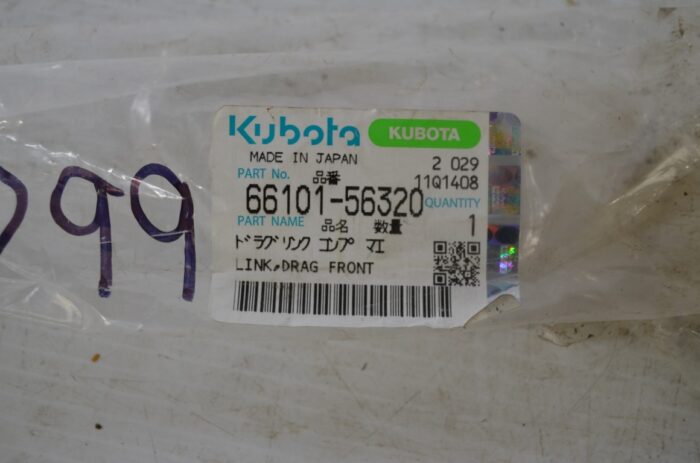 Kubota KUBOTA
MADE IN JAPAN 2 029
PART No. 品番 11Q1408
66101-56320 QUANTITY
PART NAME 品名 数量 1
ドラグリンク コンプ マエ
LINK,DRAG FRONT
99